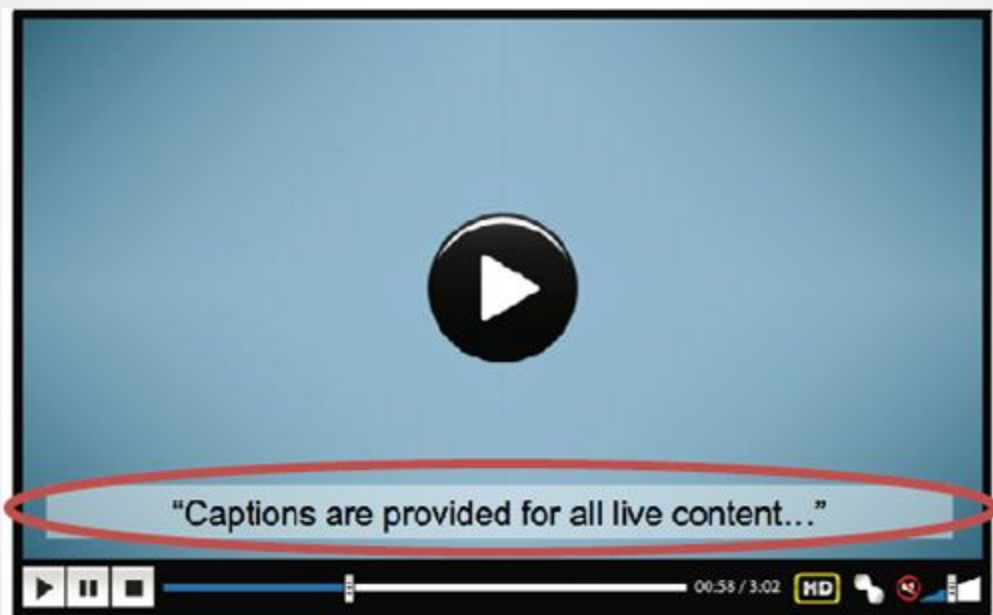 “Captions are provided for all live content...”
00:58 / 3:02 HD